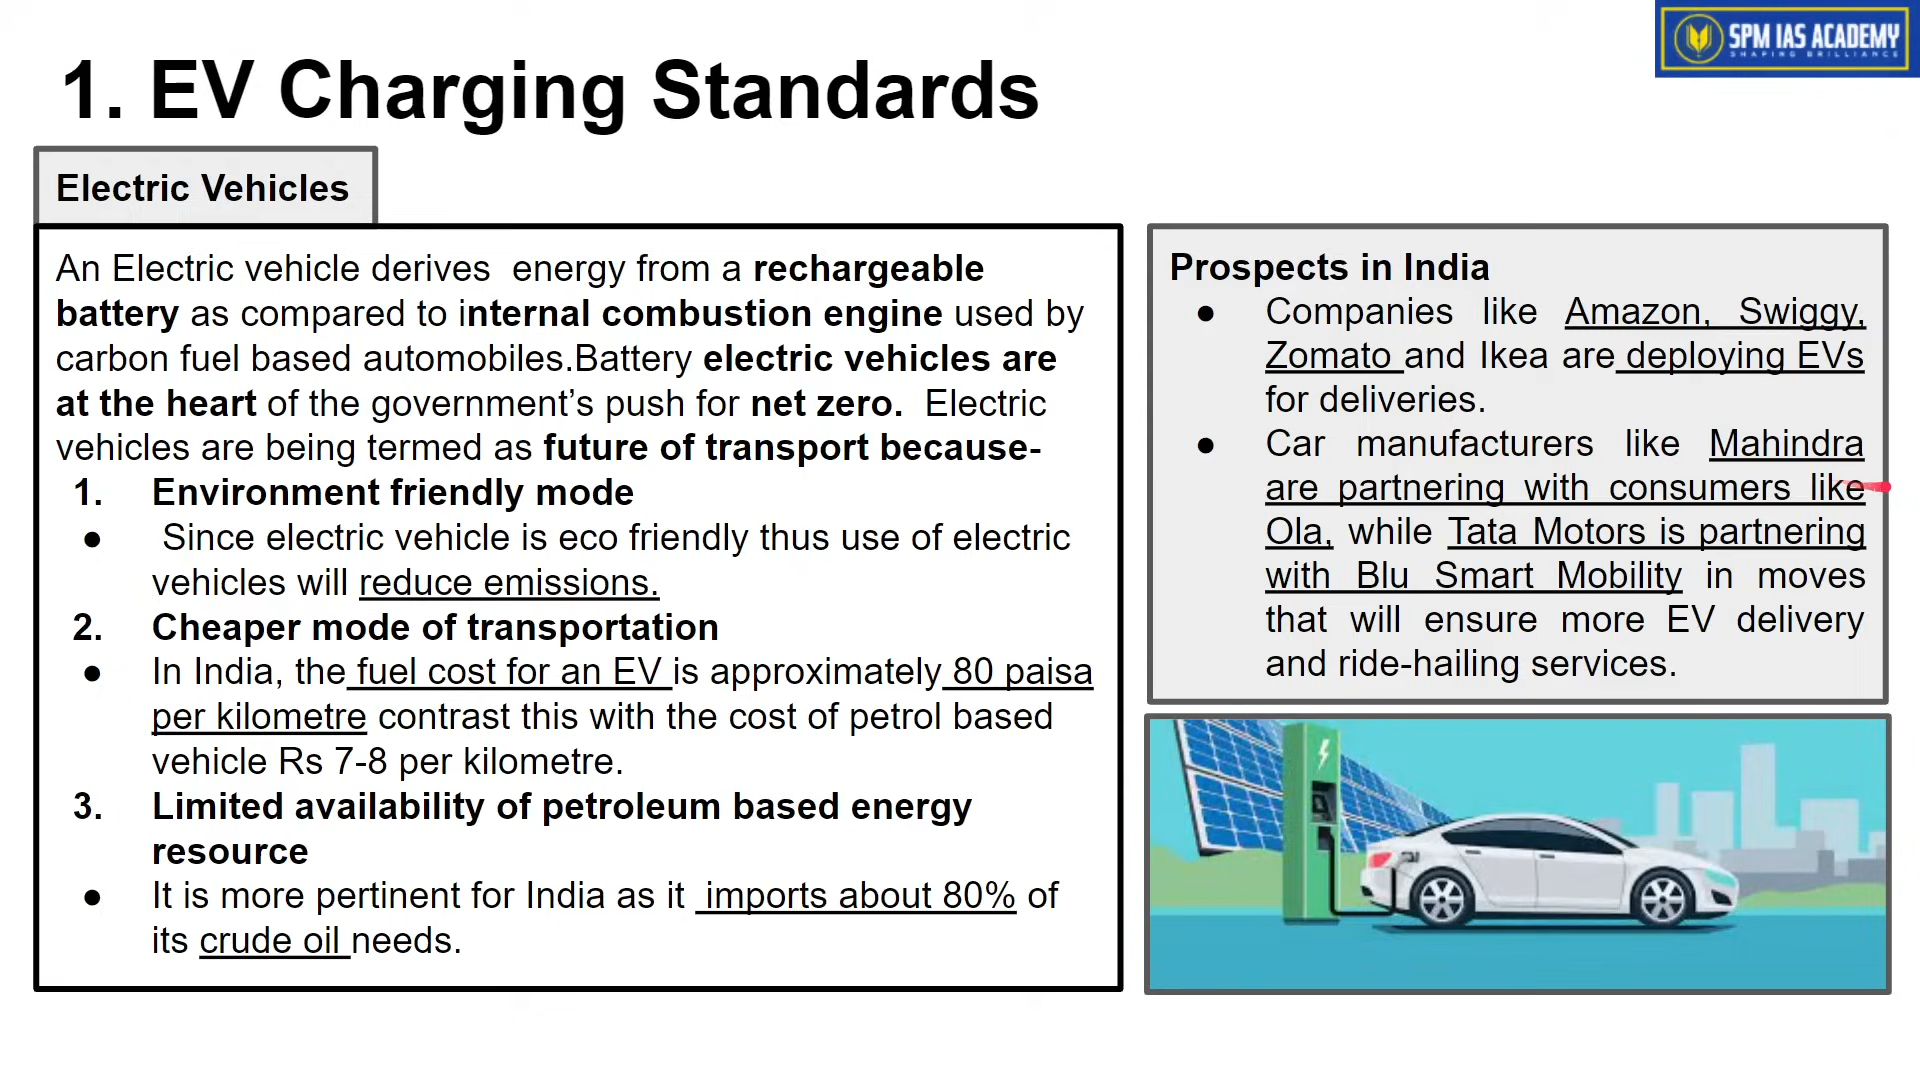 SPM IAS ACADEMY
SHAPING BRILLIANCE
1. EV Charging Standards
Electric Vehicles
An Electric vehicle derives  energy from a rechargeable
battery as compared to internal combustion engine used by
carbon fuel based automobiles.Battery electric vehicles are
at the heart of the government’s push for net zero.  Electric
vehicles are being termed as future of transport because-
1. Environment friendly mode
● Since electric vehicle is eco friendly thus use of electric
vehicles will reduce emissions.
2. Cheaper mode of transportation
● In India, the fuel cost for an EV is approximately 80 paisa
per kilometre contrast this with the cost of petrol based
vehicle Rs 7-8 per kilometre.
3. Limited availability of petroleum based energy
resource
● It is more pertinent for India as it  imports about 80% of
its crude oil needs.
Prospects in India
● Companies like Amazon, Swiggy,
Zomato and Ikea are deploying EVs
for deliveries.
● Car manufacturers like Mahindra
are partnering with consumers like
Ola, while Tata Motors is partnering
with Blu Smart Mobility in moves
that will ensure more EV delivery
and ride-hailing services.